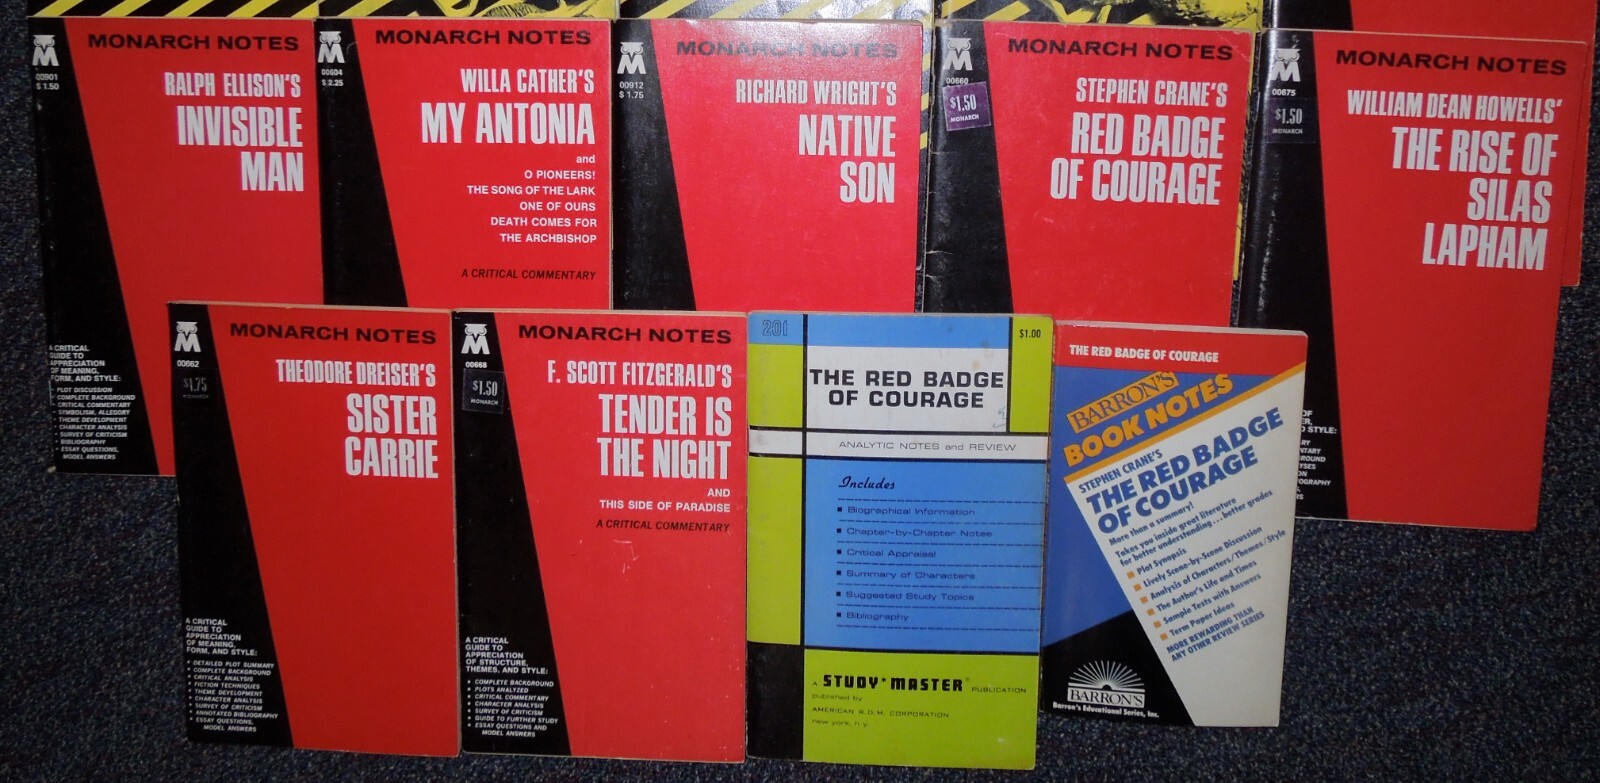 MONARCH NOTES
00901
$ 1.50
RALPH ELLISON'S
INVISIBLE
MAN
A CRITICAL
GUIDE TO
APPRECIATION
OF MEANING,
FORM, AND STYLE:
• PLOT DISCUSSION
• COMPLETE BACKGROUND
• CRITICAL COMMENTARY
• SYMBOLISM, ALLEGORY
• THEME DEVELOPMENT
• CHARACTER ANALYSIS
• SURVEY OF CRITICISM
• BIBLIOGRAPHY
• ESSAY QUESTIONS,
MODEL ANSWERS
MONARCH NOTES
00604
$ 2.25
WILLA CATHER'S
MY ANTONIA
and
O PIONEERS!
THE SONG OF THE LARK
ONE OF OURS
DEATH COMES FOR
THE ARCHBISHOP
A CRITICAL COMMENTARY
MONARCH NOTES
00912
$ 1.75
RICHARD WRIGHT'S
NATIVE
SON
MONARCH NOTES
00660
$1.50
MONARCH
STEPHEN CRANE'S
RED BADGE
OF COURAGE
MONARCH NOTES
00675
$1.50
MONARCH
WILLIAM DEAN HOWELLS'
THE RISE OF
SILAS
LAPHAM
MONARCH NOTES
00662
$1.75
MONARCH
THEODORE DREISER'S
SISTER
CARRIE
A CRITICAL
GUIDE TO
APPRECIATION
OF MEANING,
FORM, AND STYLE:
• DETAILED PLOT SUMMARY
• COMPLETE BACKGROUND
• CRITICAL ANALYSIS
• FICTION TECHNIQUES
• THEME DEVELOPMENT
• CHARACTER ANALYSIS
• SURVEY OF CRITICISM
• ANNOTATED BIBLIOGRAPHY
• ESSAY QUESTIONS,
MODEL ANSWERS
MONARCH NOTES
00668
$1.50
MONARCH
F. SCOTT FITZGERALD'S
TENDER IS
THE NIGHT
AND
THIS SIDE OF PARADISE
A CRITICAL COMMENTARY
A CRITICAL
GUIDE TO
APPRECIATION
OF STRUCTURE,
THEMES, AND STYLE:
• COMPLETE BACKGROUND
• PLOTS ANALYZED
• CRITICAL COMMENTARY
• CHARACTER ANALYSIS
• SURVEY OF CRITICISM
• GUIDE TO FURTHER STUDY
• ESSAY QUESTIONS AND
MODEL ANSWERS
201
$1.00
THE RED BADGE
OF COURAGE
ANALYTIC NOTES and REVIEW
Includes
■ Biographical Information
■ Chapter-by-Chapter Notes
■ Critical Appraisal
■ Summary of Characters
■ Suggested Study Topics
■ Bibliography
A STUDY*MASTER® PUBLICATION
published by
AMERICAN R.D.M. CORPORATION
new york, n.y.
THE RED BADGE OF COURAGE
BARRON'S
BOOK NOTES
STEPHEN CRANE'S
THE RED BADGE
OF COURAGE
More than a summary!
Takes you inside great literature
for better understanding...better grades
■ Plot Synopsis
■ Lively Scene-by-Scene Discussion
■ Analysis of Characters/Themes/Style
■ The Author's Life and Times
■ Sample Tests with Answers
■ Term Paper Ideas
MORE REWARDING THAN
ANY OTHER REVIEW SERIES
BARRON'S
Barron's Educational Series, Inc.